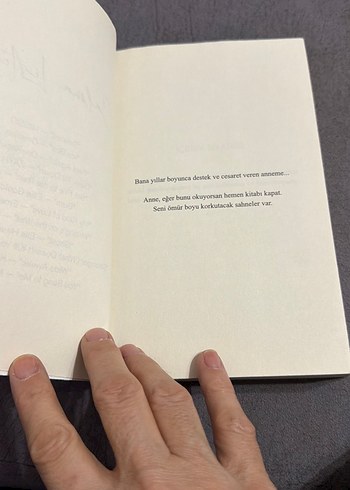 Bana yıllar boyunca destek ve cesaret veren anneme...
Anne, eğer bunu okuyorsan hemen kitabı kapat.
Seni ömür boyu korkutacak sahneler var.